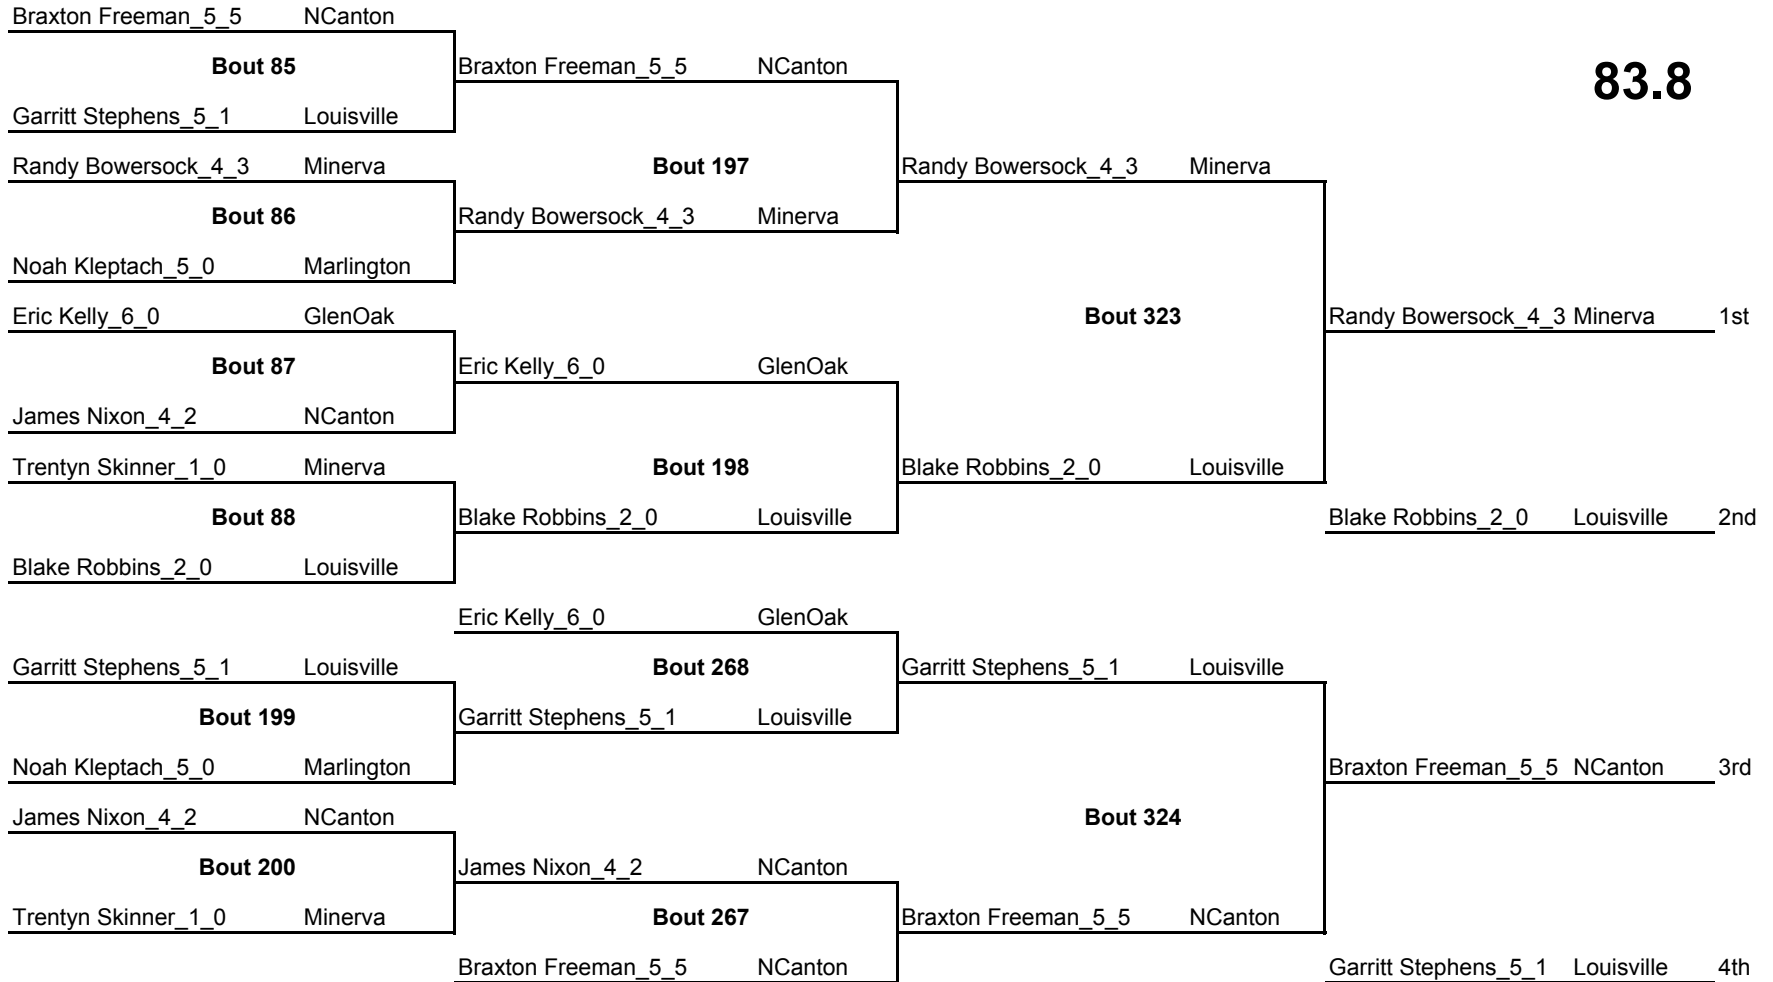 Braxton Freeman_5_5 NCanton
Bout 85 Braxton Freeman_5_5 NCanton
83.8
Garritt Stephens_5_1 Louisville
Randy Bowersock_4_3 Minerva Bout 197 Randy Bowersock_4_3 Minerva
Bout 86 Randy Bowersock_4_3 Minerva
Noah Kleptach_5_0 Marlington
Eric Kelly_6_0 GlenOak Bout 323 Randy Bowersock_4_3 Minerva 1st
Bout 87 Eric Kelly_6_0 GlenOak
James Nixon_4_2 NCanton
Trentyn Skinner_1_0 Minerva Bout 198 Blake Robbins_2_0 Louisville
Bout 88 Blake Robbins_2_0 Louisville Blake Robbins_2_0 Louisville 2nd
Blake Robbins_2_0 Louisville
Eric Kelly_6_0 GlenOak
Garritt Stephens_5_1 Louisville Bout 268 Garritt Stephens_5_1 Louisville
Bout 199 Garritt Stephens_5_1 Louisville
Noah Kleptach_5_0 Marlington Braxton Freeman_5_5 NCanton 3rd
James Nixon_4_2 NCanton Bout 324
Bout 200 James Nixon_4_2 NCanton
Trentyn Skinner_1_0 Minerva Bout 267 Braxton Freeman_5_5 NCanton
Braxton Freeman_5_5 NCanton Garritt Stephens_5_1 Louisville 4th